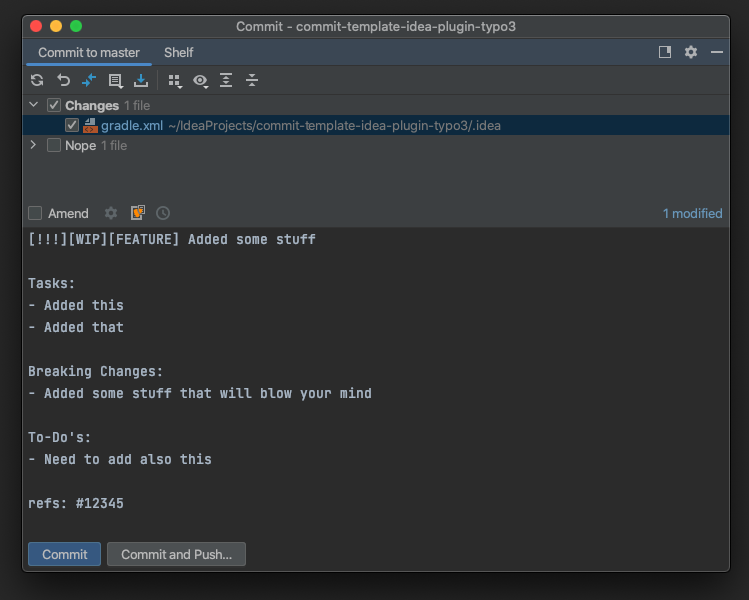 Commit - commit-template-idea-plugin-typo3
Commit to master Shelf
Changes 1 file
gradle.xml ~/IdeaProjects/commit-template-idea-plugin-typo3/.idea
Nope 1 file
Amend 1 modified
[!!!][WIP][FEATURE] Added some stuff
Tasks:
- Added this
- Added that
Breaking Changes:
- Added some stuff that will blow your mind
To-Do's:
- Need to add also this
refs: #12345
Commit Commit and Push...